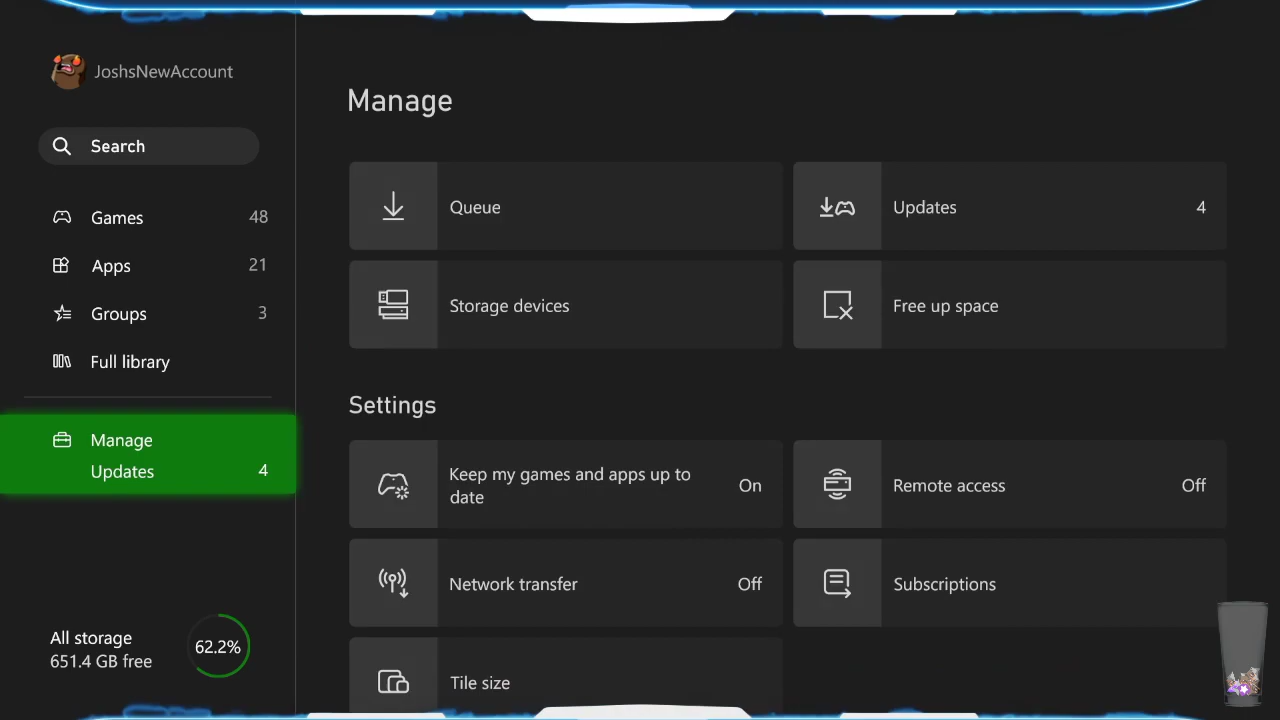 JoshsNewAccount
Search
Games 48
Apps 21
Groups 3
Full library
Manage
Updates 4
All storage
651.4 GB free
62.2%
Manage
Queue
Updates 4
Storage devices
Free up space
Settings
Keep my games and apps up to
date
On
Remote access Off
Network transfer Off
Subscriptions
Tile size